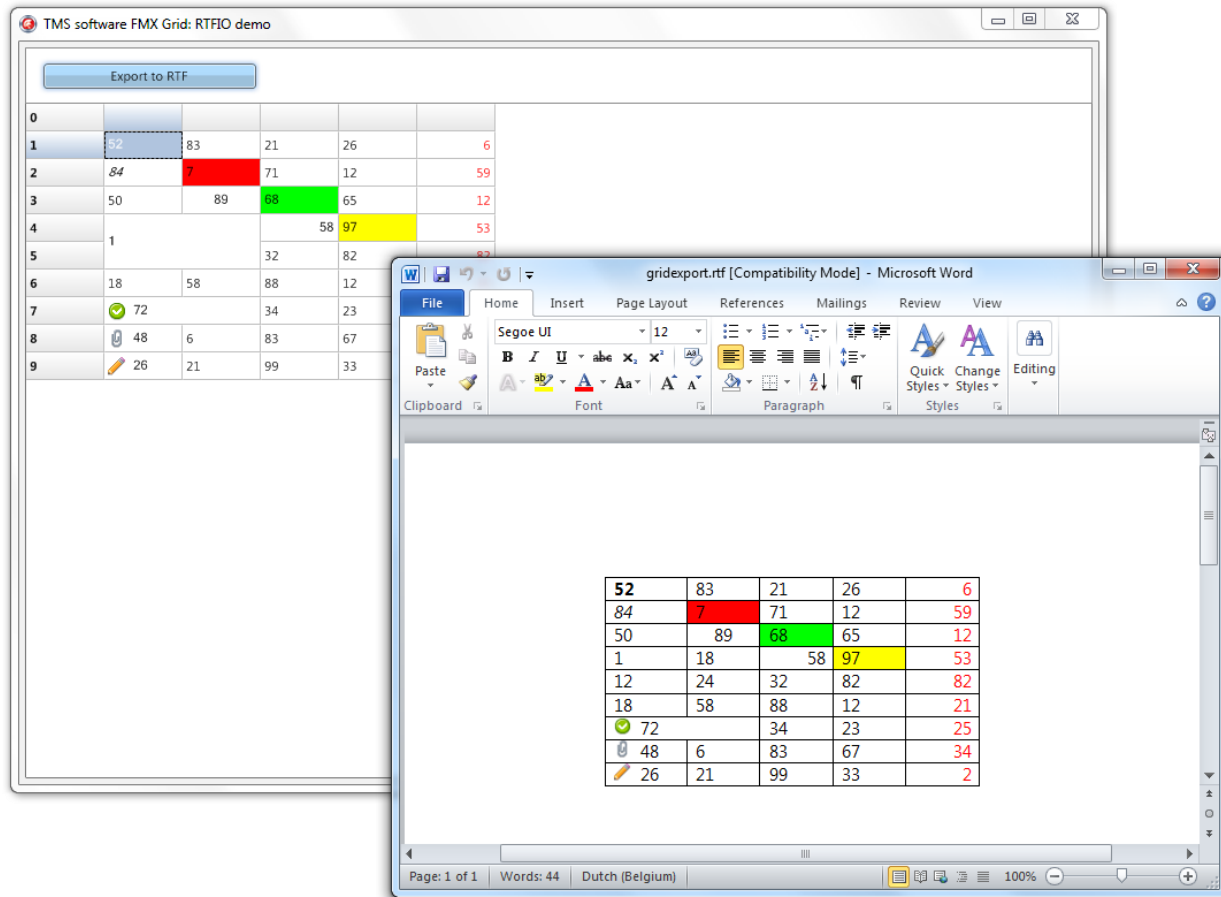 TMS software FMX Grid: RTFIO demo
Export to RTF
0
1 52 83 21 26 6
2 84 7 71 12 59
3 50 89 68 65 12
4 1 58 97 53
5 32 82 82
6 18 58 88 12
7 72 34 23
8 48 6 83 67
9 26 21 99 33
gridexport.rtf [Compatibility Mode] - Microsoft Word
File Home Insert Page Layout References Mailings Review View
Paste
Segoe UI 12
B I U abc x₂ x² Aa A A
Quick Styles Change Styles Editing
Clipboard Font Paragraph Styles
52 83 21 26 6
84 7 71 12 59
50 89 68 65 12
1 18 58 97 53
12 24 32 82 82
18 58 88 12 21
72 34 23 25
48 6 83 67 34
26 21 99 33 2
Page: 1 of 1 Words: 44 Dutch (Belgium) 100%